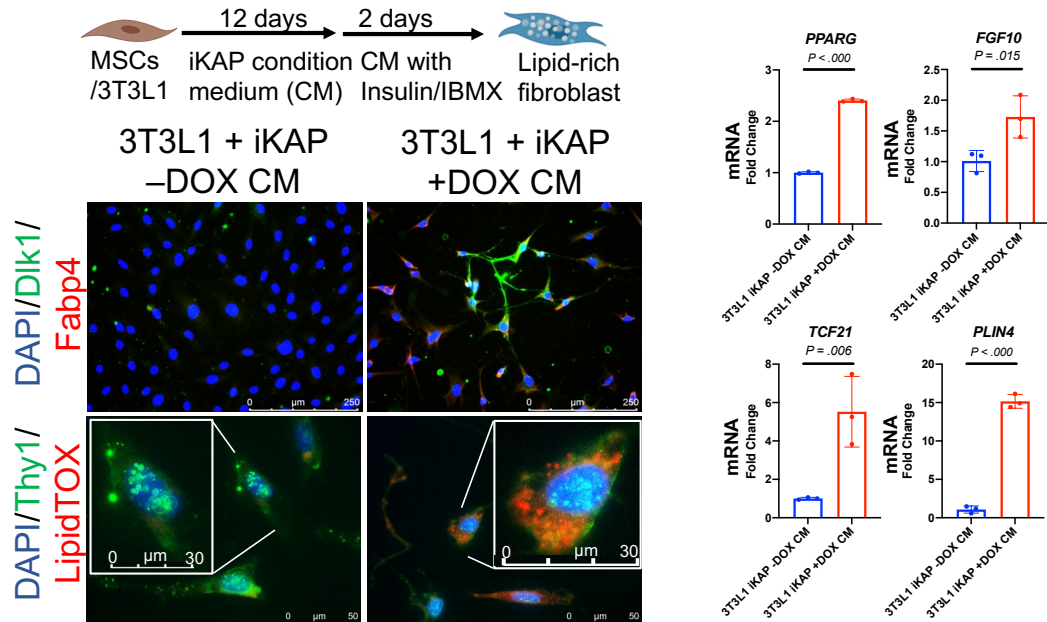 12 days
2 days
MSCs
/3T3L1
iKAP condition
medium (CM)
CM with
Insulin/IBMX
Lipid-rich
fibroblast
3T3L1 + iKAP
–DOX CM
3T3L1 + iKAP
+DOX CM
DAPI/Dlk1/
Fabp4
0 µm 250
0 µm 250
DAPI/Thy1/
LipidTOX
0 µm 30
0 µm 30
0 50
0 µm 50
PPARG
P < .000
mRNA
Fold Change
3
2
1
0
3T3L1 iKAP -DOX CM
3T3L1 iKAP +DOX CM
FGF10
P = .015
mRNA
Fold Change
2.5
2.0
1.5
1.0
0.5
0.0
3T3L1 iKAP -DOX CM
3T3L1 iKAP +DOX CM
TCF21
P = .006
mRNA
Fold Change
8
6
4
2
0
3T3L1 iKAP -DOX CM
3T3L1 iKAP +DOX CM
PLIN4
P < .000
mRNA
Fold Change
20
15
10
5
0
3T3L1 iKAP -DOX CM
3T3L1 iKAP +DOX CM